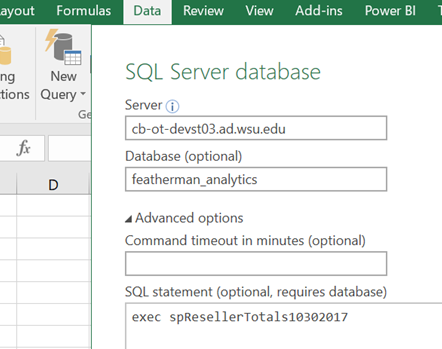 ayout Formulas Data Review View Add-ins Power BI T
SQL Server database
Server
cb-ot-devst03.ad.wsu.edu
Database (optional)
featherman_analytics
Advanced options
Command timeout in minutes (optional)
SQL statement (optional, requires database)
exec spResellerTotals10302017
ng New
ctions Query
Ge
fx
D